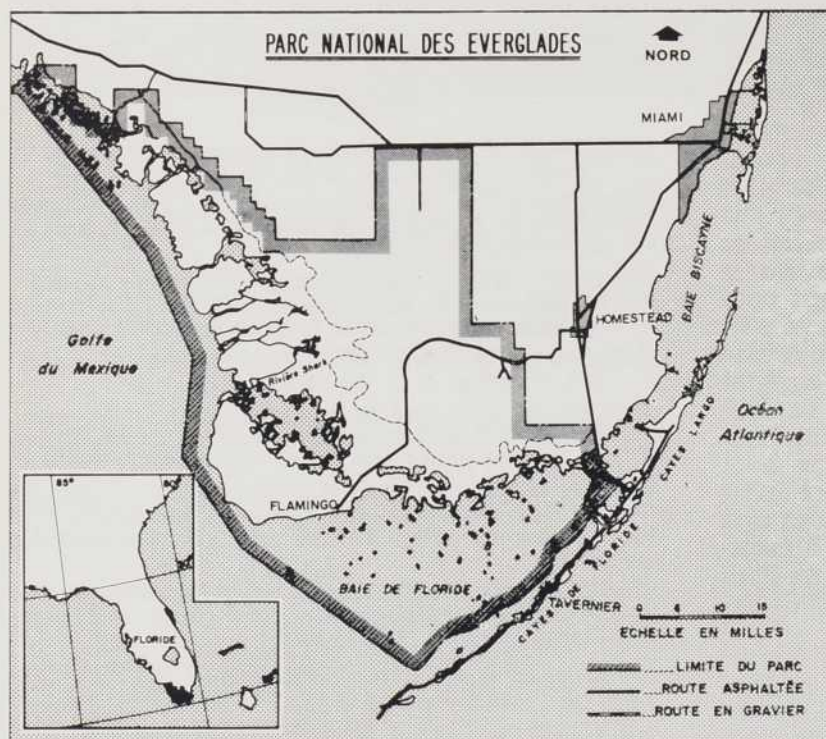 PARC NATIONAL DES EVERGLADES
NORD
MIAMI
BAIE BISCAYNE
HOMESTEAD
Golfe
du Mexique
Rivière Shark
Océan
Atlantique
CAYES LARGO
FLAMINGO
BAIE DE FLORIDE
TAVERNIER
CAYES DE FLORIDE
85°
80
FLORIDE
0 5 10 15
ECHELLE EN MILLES
LIMITE DU PARC
ROUTE ASPHALTÉE
ROUTE EN GRAVIER